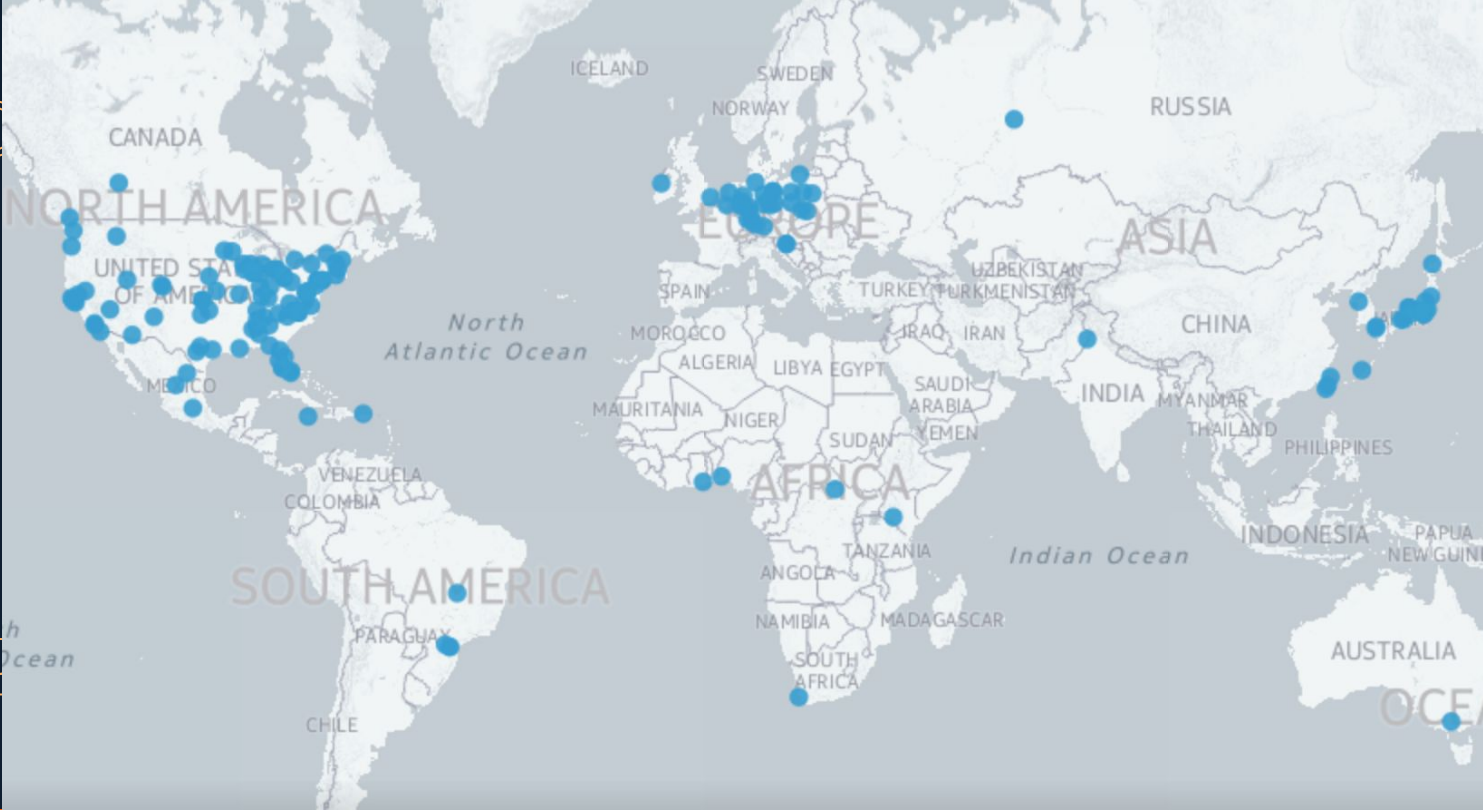 ICELAND
SWEDEN
NORWAY
RUSSIA
CANADA
NORTH AMERICA
EUROPE
ASIA
UNITED STA
OF AMERICA
UZBEKISTAN
SPAIN
TURKEY
TURKMENISTAN
North
Atlantic Ocean
MOROCCO
IRAQ
IRAN
CHINA
ALGERIA
LIBYA
EGYPT
MEXICO
SAUDI
ARABIA
INDIA
MYANMAR
MAURITANIA
NIGER
SUDAN
YEMEN
THAILAND
PHILIPPINES
VENEZUELA
COLOMBIA
AFRICA
INDONESIA
PAPUA
NEW GUIN
TANZANIA
Indian Ocean
ANGOLA
SOUTH AMERICA
NAMIBIA
MADAGASCAR
PARAGUAY
h
Ocean
SOUTH
AFRICA
AUSTRALIA
OCEA
CHILE